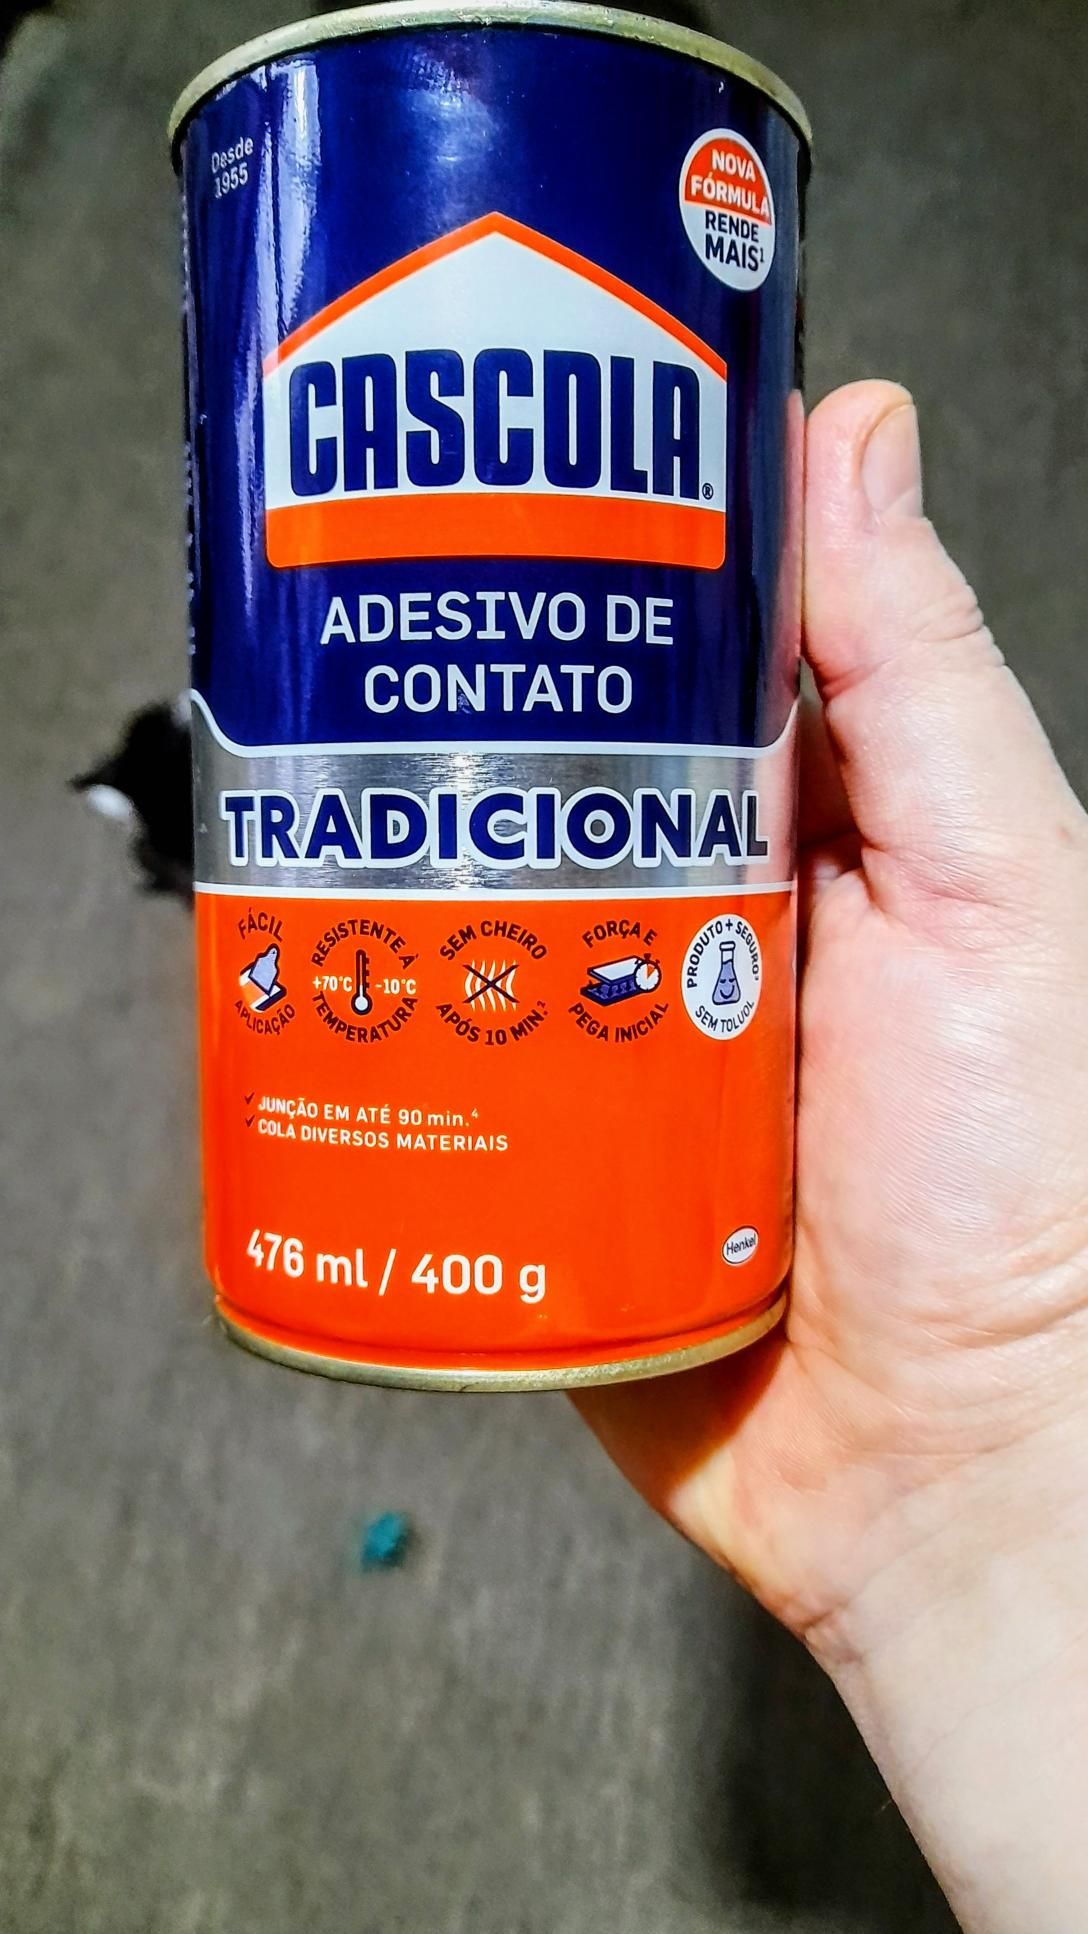 Desde
1955
NOVA
FÓRMULA
RENDE
MAIS¹
CASCOLA®
ADESIVO DE
CONTATO
TRADICIONAL
FÁCIL
APLICAÇÃO
RESISTENTE À
+70°C -10°C
TEMPERATURA
SEM CHEIRO
APÓS 10 MIN.²
FORÇA E
PEGA INICIAL
PRODUTO + SEGURO³
SEM TOLUOL
✓ JUNÇÃO EM ATÉ 90 min.⁴
✓ COLA DIVERSOS MATERIAIS
476 ml / 400 g
Henkel